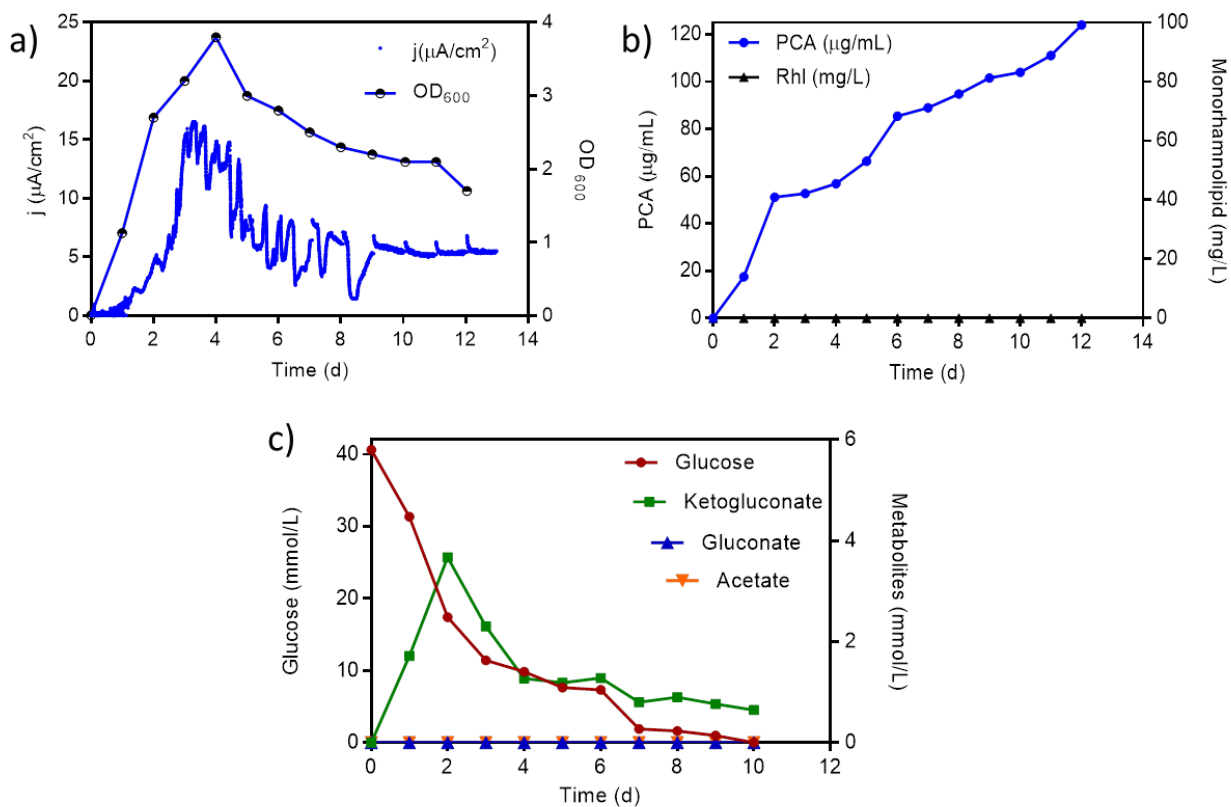 a)
j (μA/cm²)
25
20
15
10
5
0
0 2 4 6 8 10 12 14
Time (d)
4
3
2
1
0
OD₆₀₀
j(μA/cm²)
OD₆₀₀
b)
PCA (μg/mL)
120
100
80
60
40
20
0
0 2 4 6 8 10 12 14
Time (d)
100
80
60
40
20
0
Monorhamnolipid (mg/L)
PCA (μg/mL)
Rhl (mg/L)
c)
Glucose (mmol/L)
40
30
20
10
0
0 2 4 6 8 10 12
Time (d)
6
4
2
0
Metabolites (mmol/L)
Glucose
Ketogluconate
Gluconate
Acetate